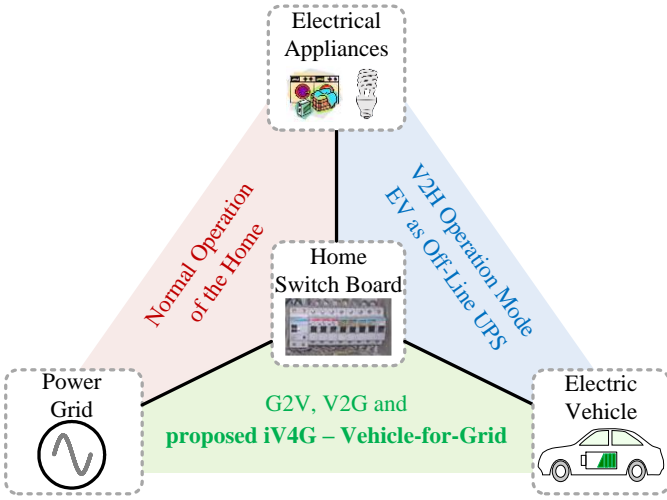 Electrical
Appliances
Normal Operation
of the Home
V2H Operation Mode
EV as Off-Line UPS
Home
Switch Board
Power
Grid
G2V, V2G and
proposed iV4G – Vehicle-for-Grid
Electric
Vehicle